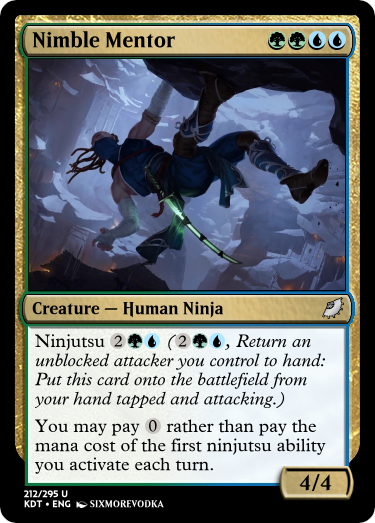 Nimble Mentor
Creature — Human Ninja
Ninjutsu 2 (2, Return an
unblocked attacker you control to hand:
Put this card onto the battlefield from
your hand tapped and attacking.)
You may pay 0 rather than pay the
mana cost of the first ninjutsu ability
you activate each turn.
4/4
212/295 U
KDT • ENG SIXMOREVODKA